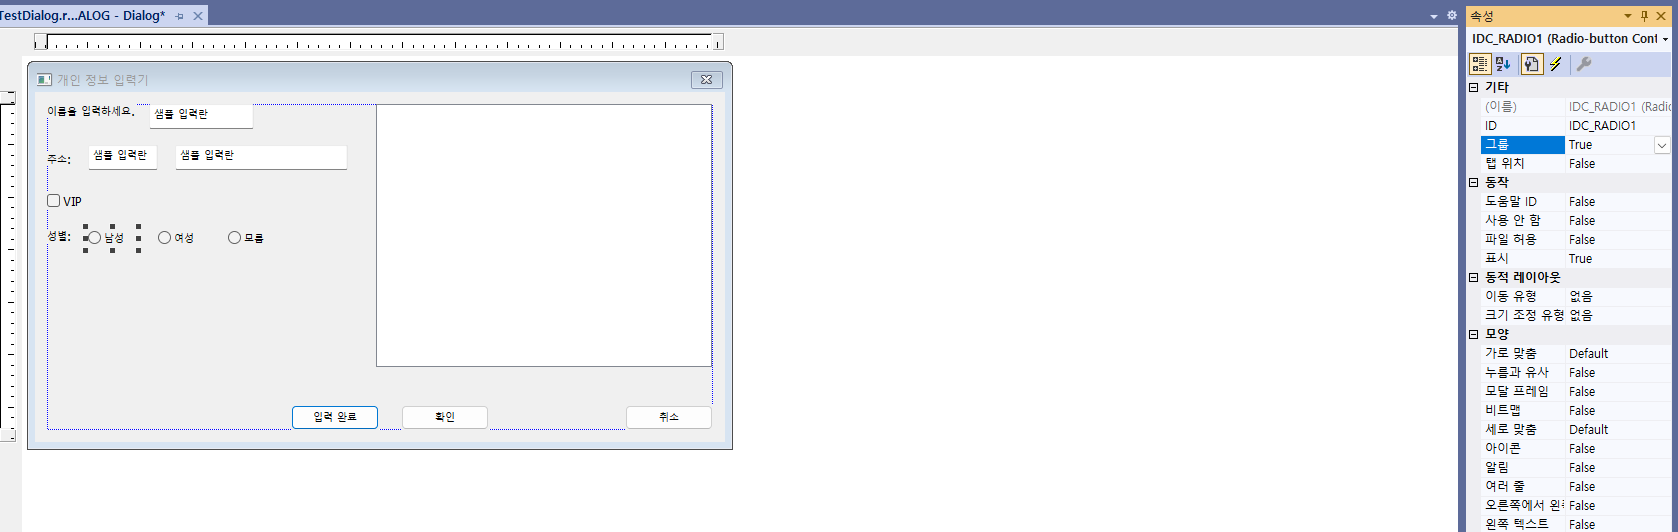 TestDialog.r...ALOG - Dialog*
속성
IDC_RADIO1 (Radio-button Cont
개인 정보 입력기
이름을 입력하세요.
샘플 입력란
주소:
샘플 입력란
샘플 입력란
VIP
성별:
남성
여성
모름
입력 완료
확인
취소
기타
(이름) IDC_RADIO1 (Radio
ID IDC_RADIO1
그룹 True
탭 위치 False
동작
도움말 ID False
사용 안 함 False
파일 허용 False
표시 True
동적 레이아웃
이동 유형 없음
크기 조정 유형 없음
모양
가로 맞춤 Default
누름과 유사 False
모달 프레임 False
비트맵 False
세로 맞춤 Default
아이콘 False
알림 False
여러 줄 False
오른쪽에서 왼 False
왼쪽 텍스트 False